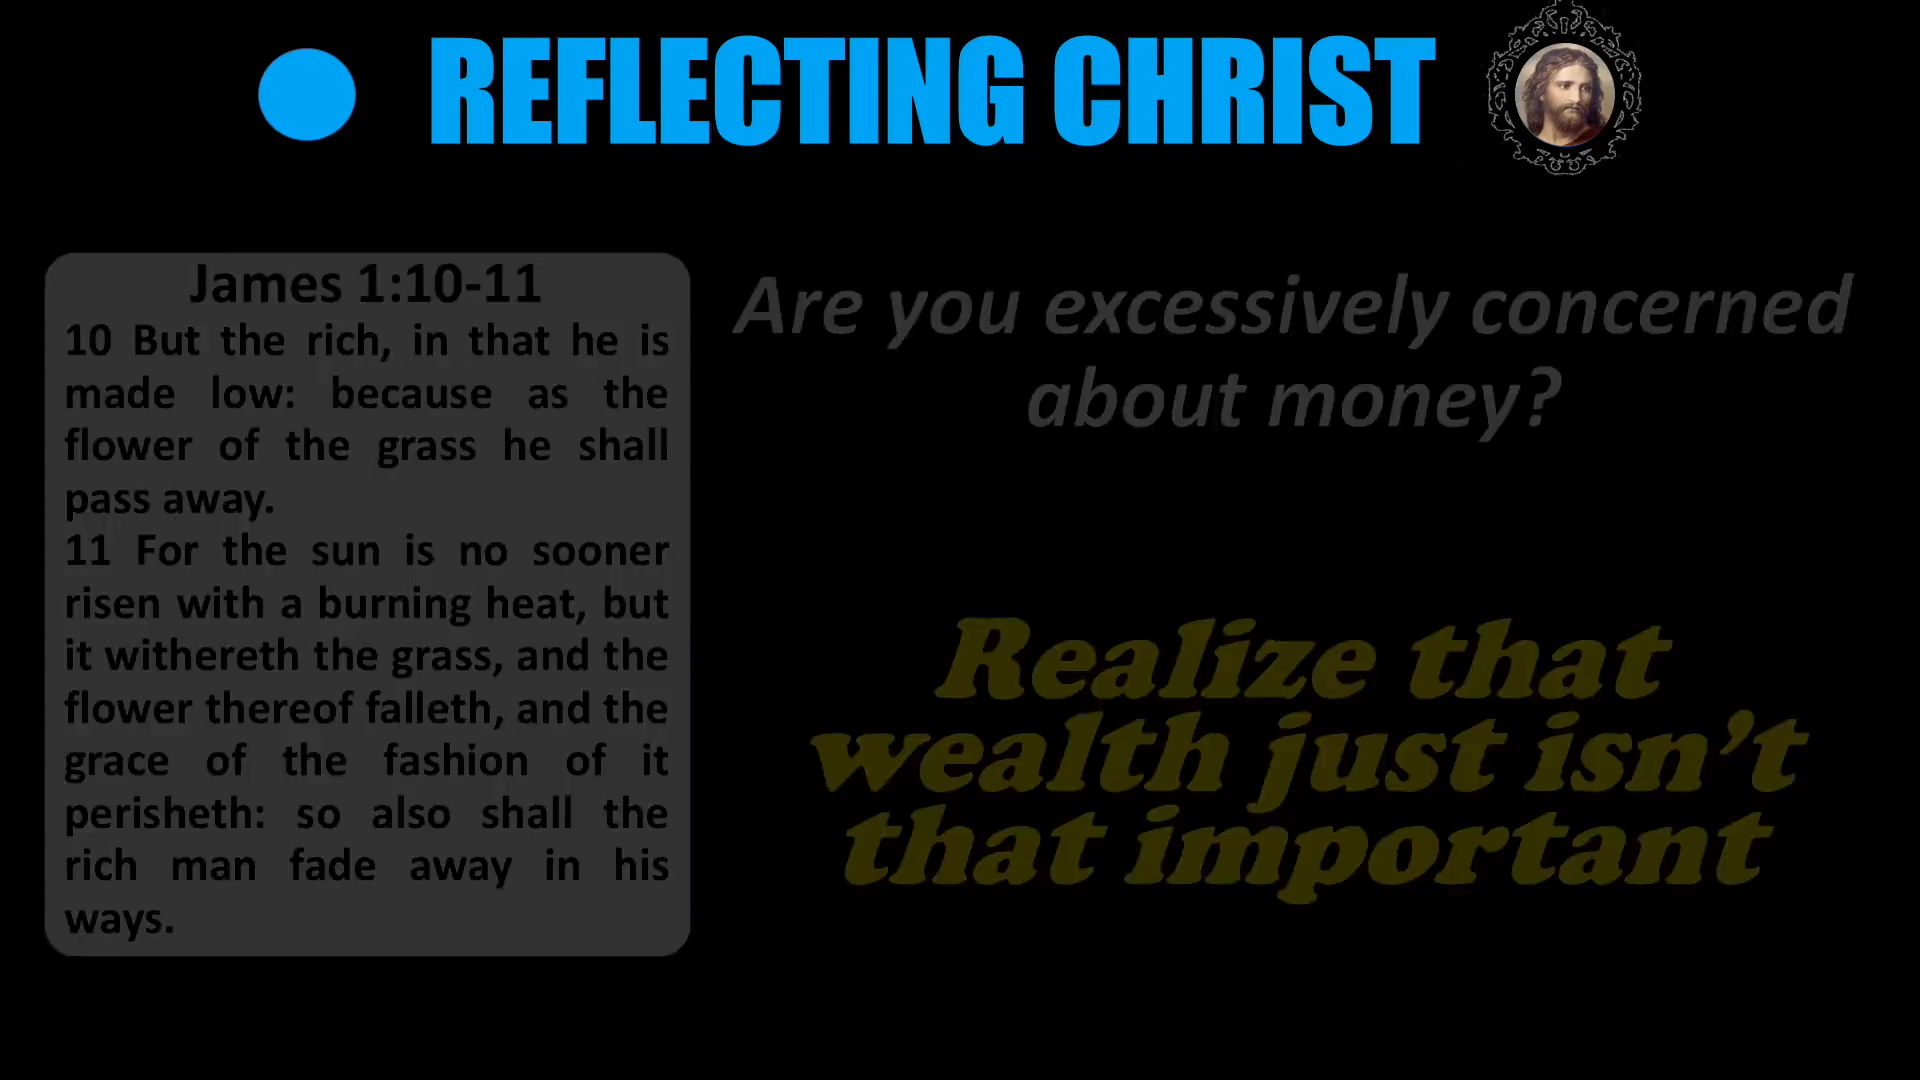 REFLECTING CHRIST
James 1:10-11
10 But the rich, in that he is
made low: because as the
flower of the grass he shall
pass away.
11 For the sun is no sooner
risen with a burning heat, but
it withereth the grass, and the
flower thereof falleth, and the
grace of the fashion of it
perisheth: so also shall the
rich man fade away in his
ways.
Are you excessively concerned
about money?
Realize that
wealth just isn’t
that important